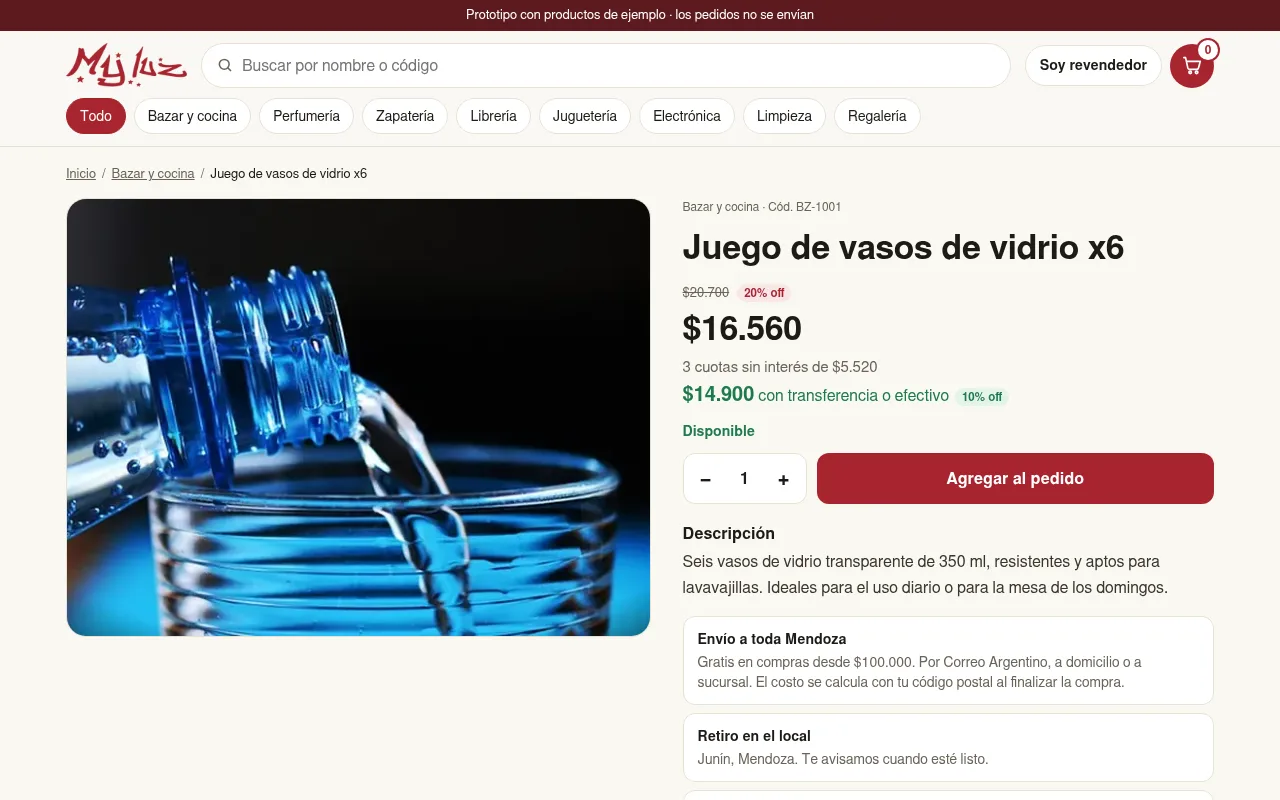 Prototipo con productos de ejemplo · los pedidos no se envían
My luz
Buscar por nombre o código
Soy revendedor
0
Todo
Bazar y cocina
Perfumería
Zapatería
Librería
Juguetería
Electrónica
Limpieza
Regalería
Inicio / Bazar y cocina / Juego de vasos de vidrio x6
Bazar y cocina · Cód. BZ-1001
Juego de vasos de vidrio x6
$20.700 20% off
$16.560
3 cuotas sin interés de $5.520
$14.900 con transferencia o efectivo 10% off
Disponible
− 1 +
Agregar al pedido
Descripción
Seis vasos de vidrio transparente de 350 ml, resistentes y aptos para
lavavajillas. Ideales para el uso diario o para la mesa de los domingos.
Envío a toda Mendoza
Gratis en compras desde $100.000. Por Correo Argentino, a domicilio o a
sucursal. El costo se calcula con tu código postal al finalizar la compra.
Retiro en el local
Junín, Mendoza. Te avisamos cuando esté listo.